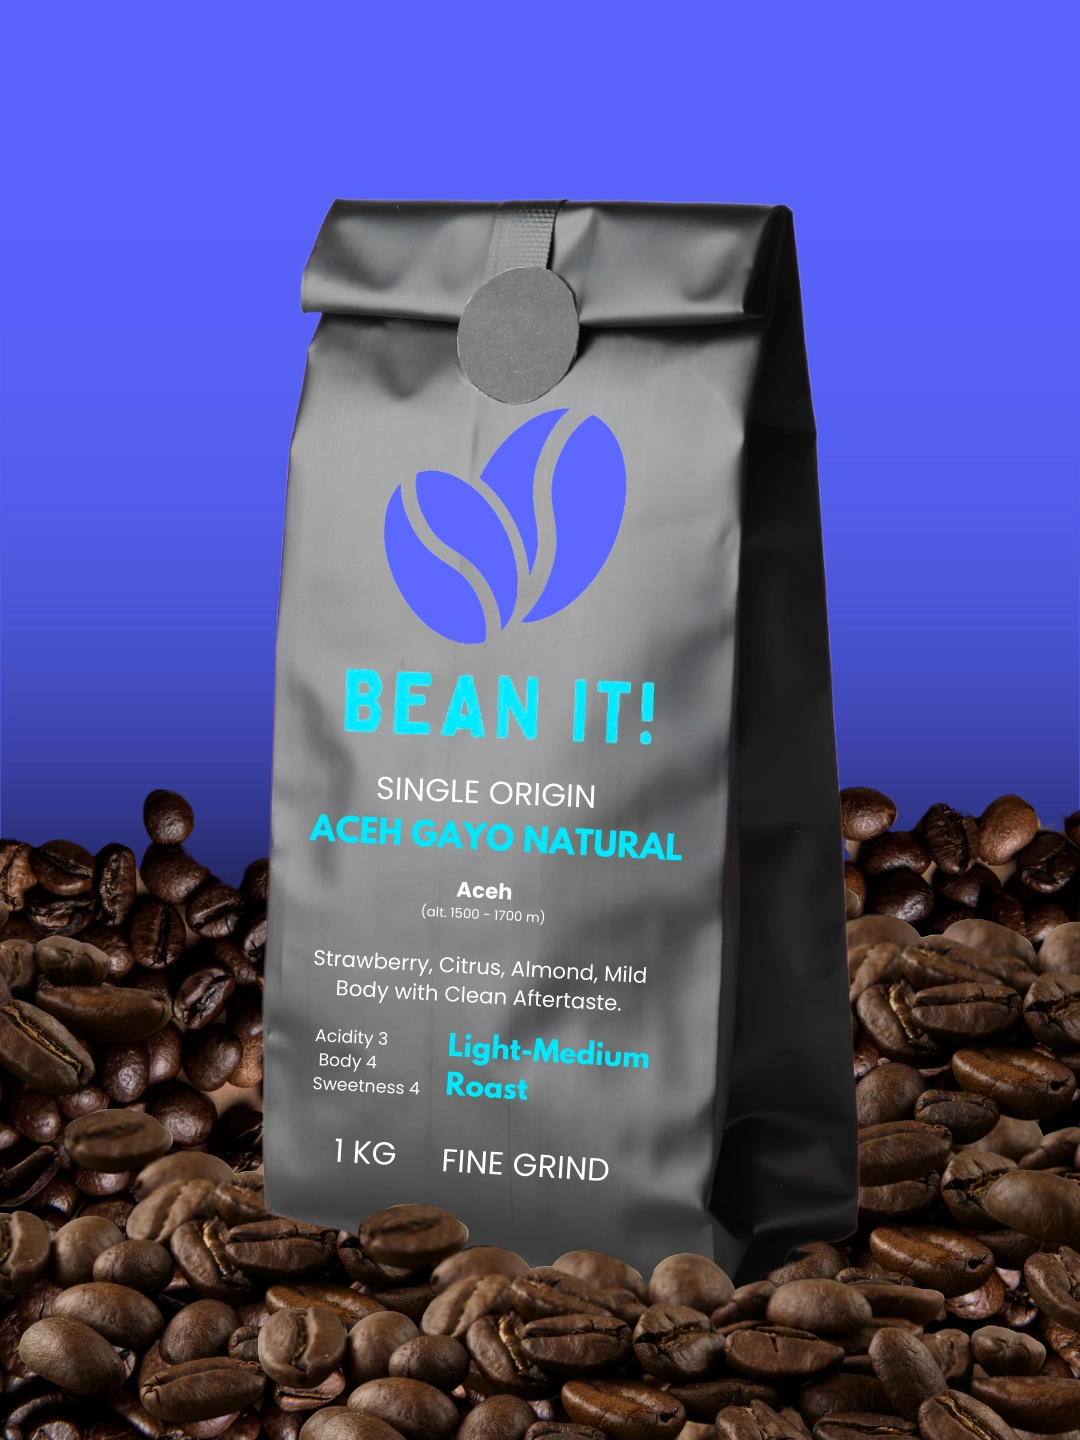 BEAN IT!
SINGLE ORIGIN
ACEH GAYO NATURAL
Aceh
(alt. 1500 - 1700 m)
Strawberry, Citrus, Almond, Mild
Body with Clean Aftertaste.
Acidity 3
Body 4
Sweetness 4
Light-Medium
Roast
1 KG
FINE GRIND